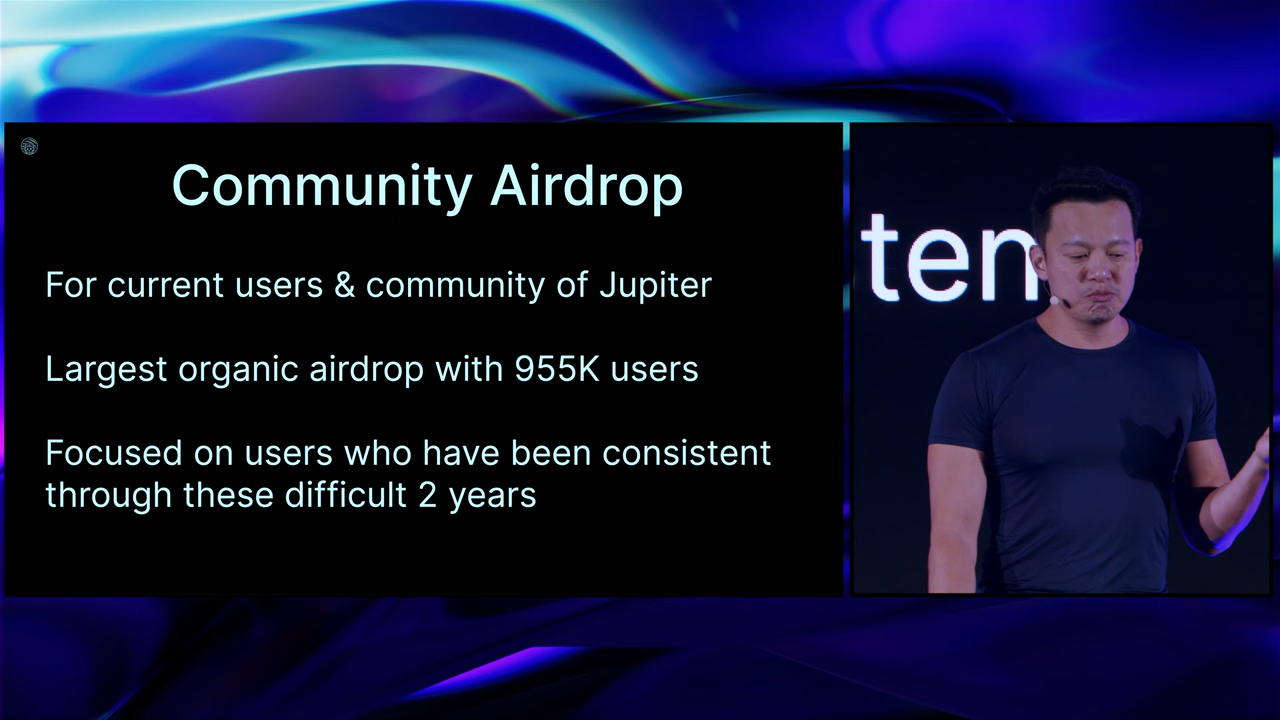 Community Airdrop
For current users & community of Jupiter
Largest organic airdrop with 955K users
Focused on users who have been consistent
through these difficult 2 years
ten